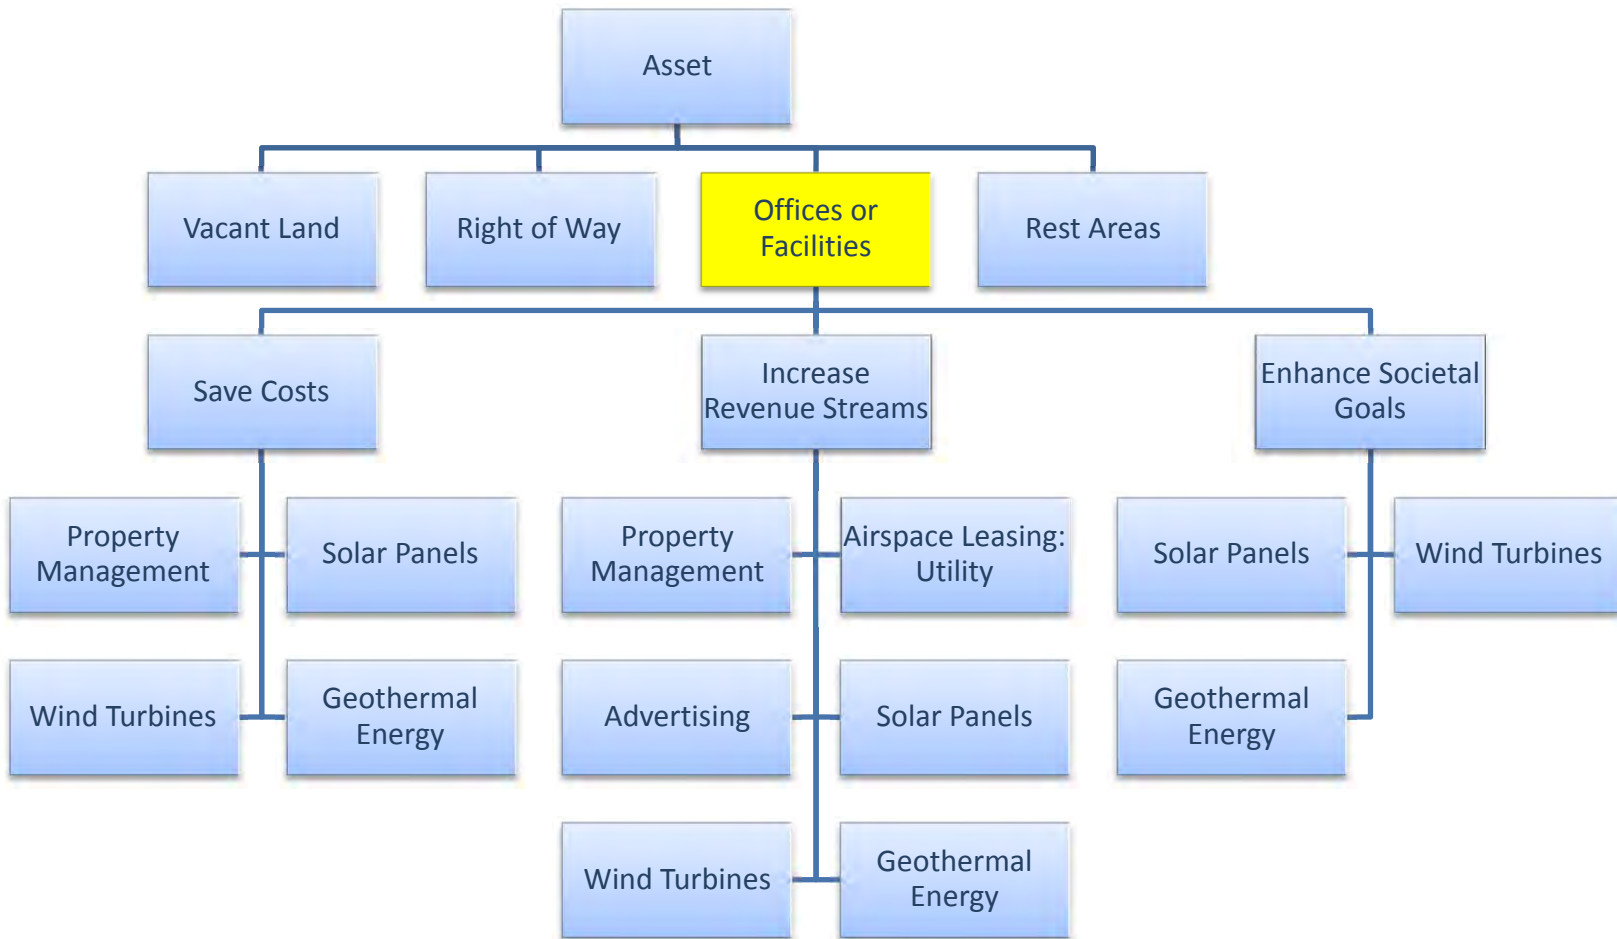 Asset
Vacant Land
Right of Way
Offices or
Facilities
Rest Areas
Save Costs
Increase
Revenue Streams
Enhance Societal
Goals
Property
Management
Solar Panels
Property
Management
Airspace Leasing:
Utility
Solar Panels
Wind Turbines
Wind Turbines
Geothermal
Energy
Advertising
Solar Panels
Geothermal
Energy
Wind Turbines
Geothermal
Energy